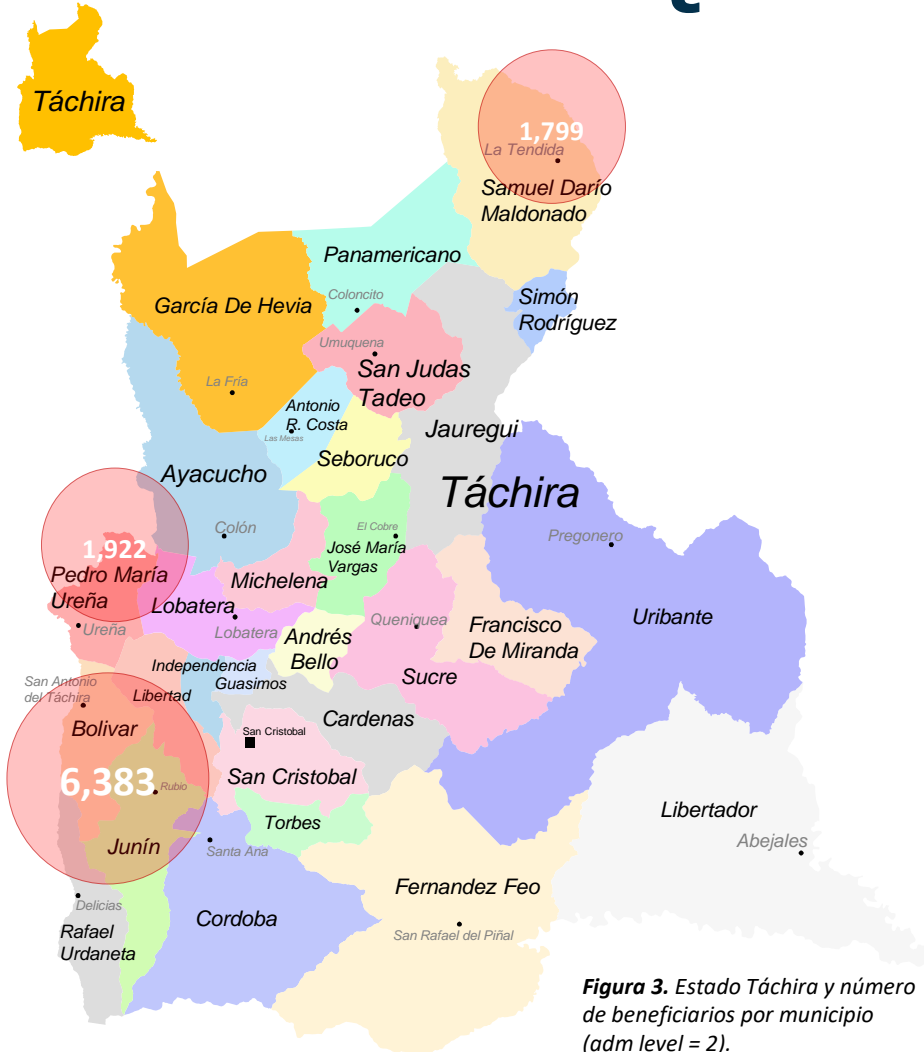 Táchira
1,799
La Tendida
Samuel Darío
Maldonado
Panamericano
García De Hevia
Coloncito
Simón
Rodríguez
Umuquena
San Judas
Tadeo
La Fría
Antonio
R. Costa
Las Mesas
Jauregui
Seboruco
Ayacucho
Táchira
Colón
El Cobre
José María
Vargas
Pregonero
1,922
Pedro María
Ureña
Michelena
Lobatera
Ureña
Lobatera
Queniquea
Francisco
De Miranda
Uribante
Andrés
Bello
Independencia
Guasimos
Sucre
San Antonio
del Táchira
Libertad
Bolivar
Cardenas
San Cristobal
San Cristobal
6,383
Rubio
Torbes
Libertador
Junín
Santa Ana
Abejales
Fernandez Feo
Delicias
Cordoba
San Rafael del Piñal
Rafael
Urdaneta
Figura 3. Estado Táchira y número
de beneficiarios por municipio
(adm level = 2).